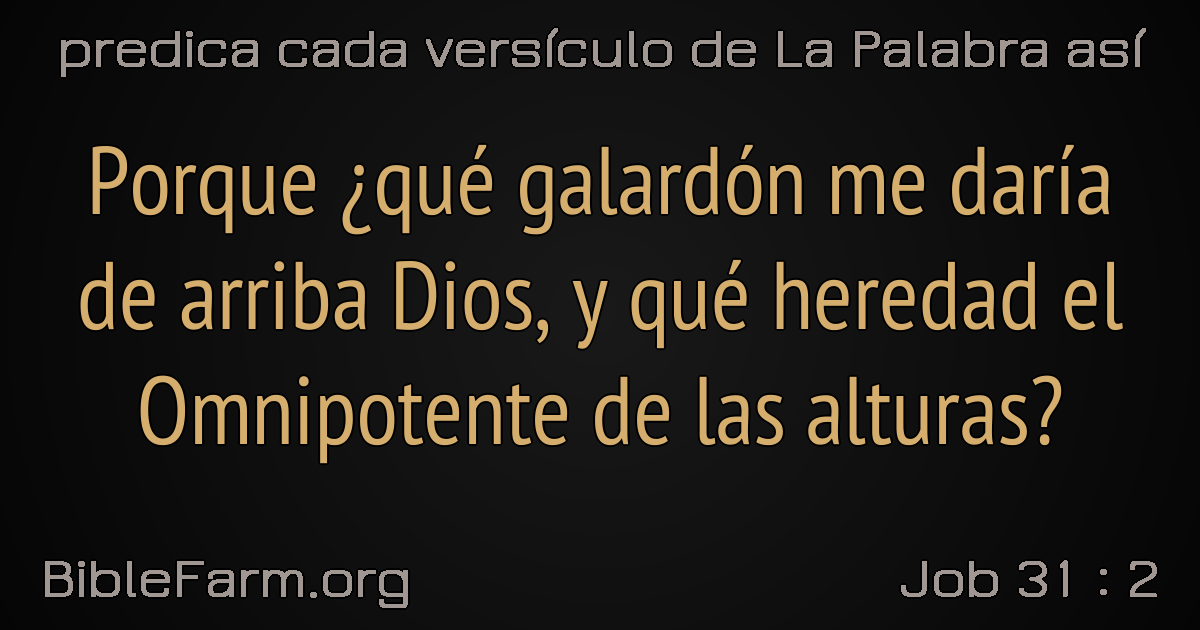 predica cada versículo de La Palabra así
Porque ¿qué galardón me daría
de arriba Dios, y qué heredad el
Omnipotente de las alturas?
BibleFarm.org
Job 31 : 2